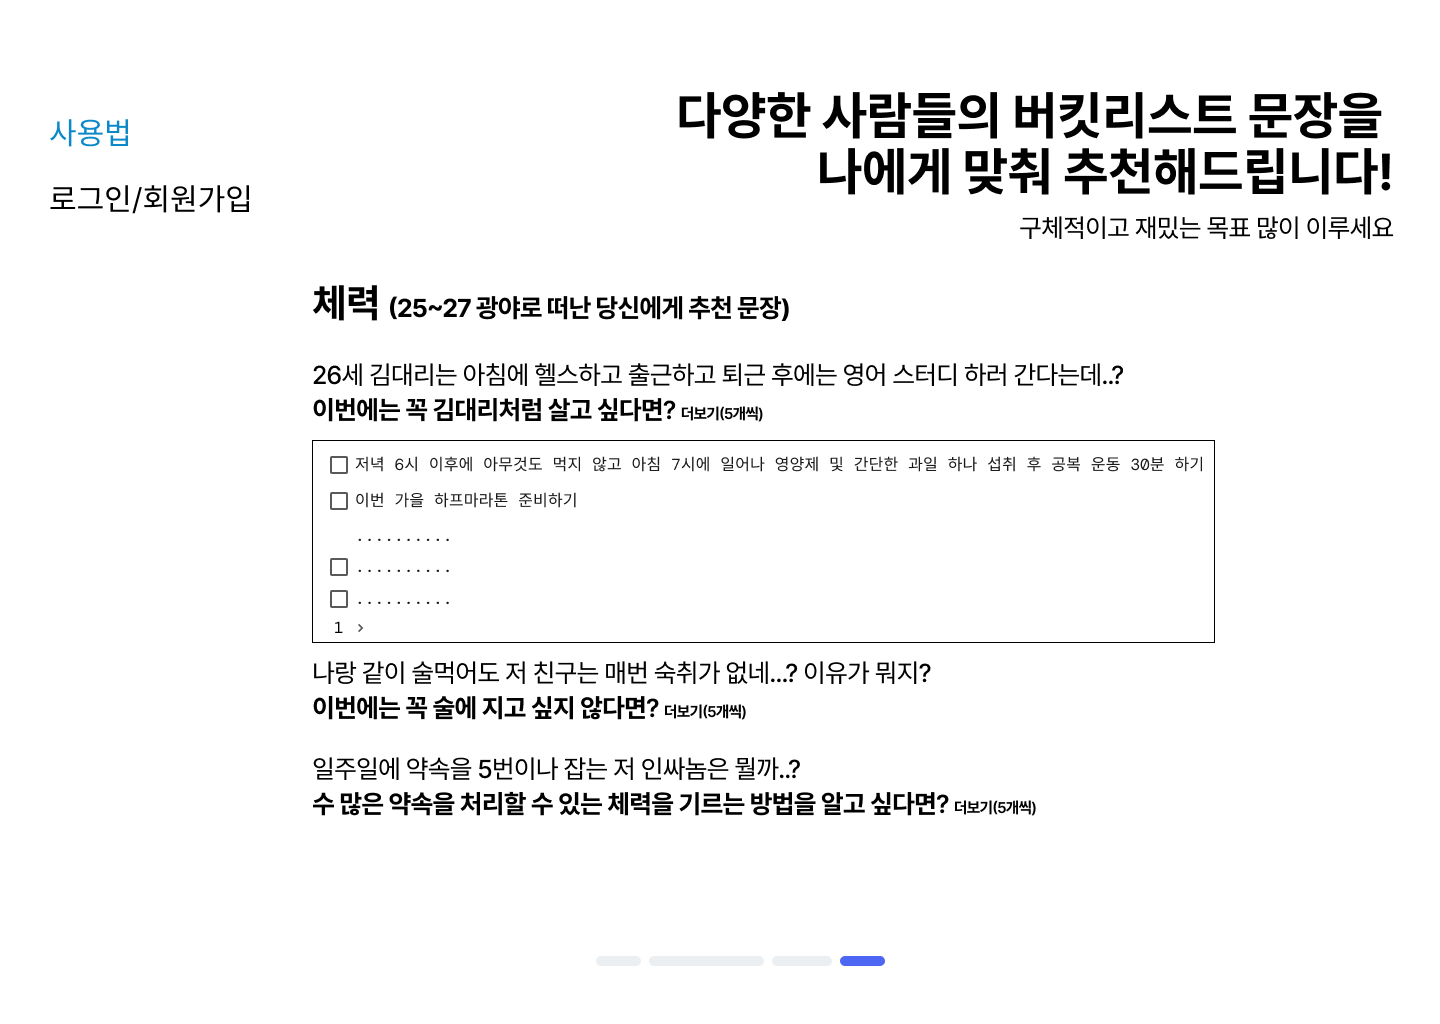 사용법
로그인/회원가입
다양한 사람들의 버킷리스트 문장을
나에게 맞춰 추천해드립니다!
구체적이고 재밌는 목표 많이 이루세요
체력 (25~27 광야로 떠난 당신에게 추천 문장)
26세 김대리는 아침에 헬스하고 출근하고 퇴근 후에는 영어 스터디 하러 간다는데..?
이번에는 꼭 김대리처럼 살고 싶다면? 더보기(5개씩)
저녁 6시 이후에 아무것도 먹지 않고 아침 7시에 일어나 영양제 및 간단한 과일 하나 섭취 후 공복 운동 30분 하기
이번 가을 하프마라톤 준비하기
..........
..........
..........
1 >
나랑 같이 술먹어도 저 친구는 매번 숙취가 없네...? 이유가 뭐지?
이번에는 꼭 술에 지고 싶지 않다면? 더보기(5개씩)
일주일에 약속을 5번이나 잡는 저 인싸놈은 뭘까..?
수 많은 약속을 처리할 수 있는 체력을 기르는 방법을 알고 싶다면? 더보기(5개씩)